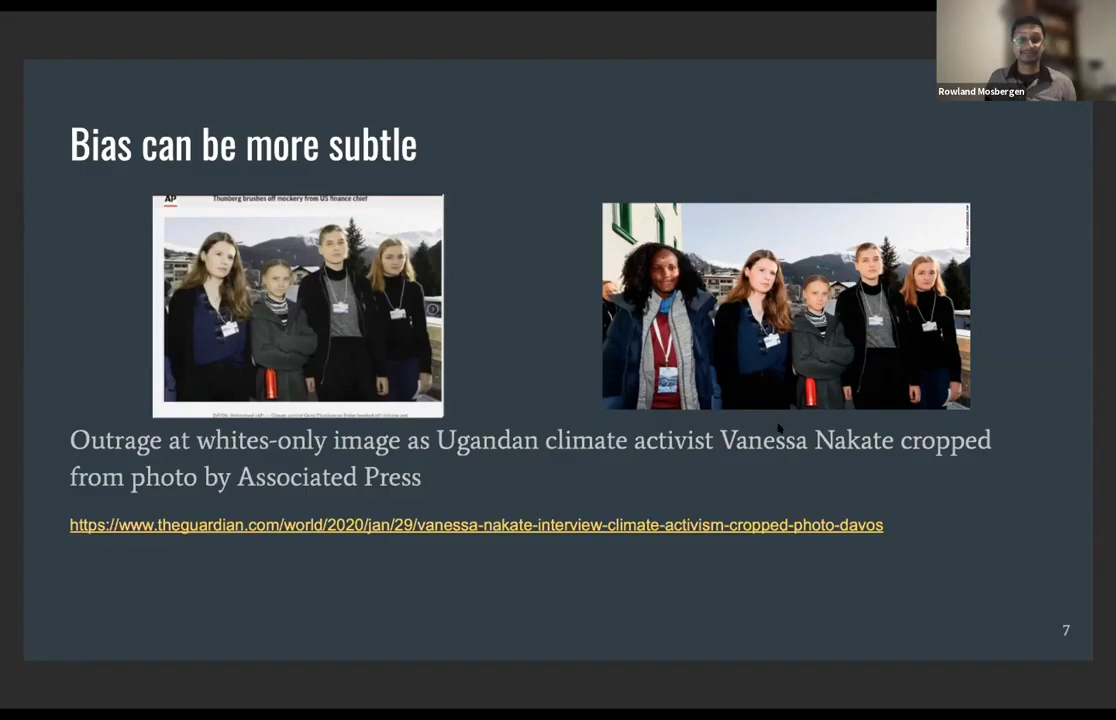 Rowland Mosbergen
Bias can be more subtle
AP
Thunberg brushes off mockery from US finance chief
Outrage at whites-only image as Ugandan climate activist Vanessa Nakate cropped
from photo by Associated Press
https://www.theguardian.com/world/2020/jan/29/vanessa-nakate-interview-climate-activism-cropped-photo-davos
7